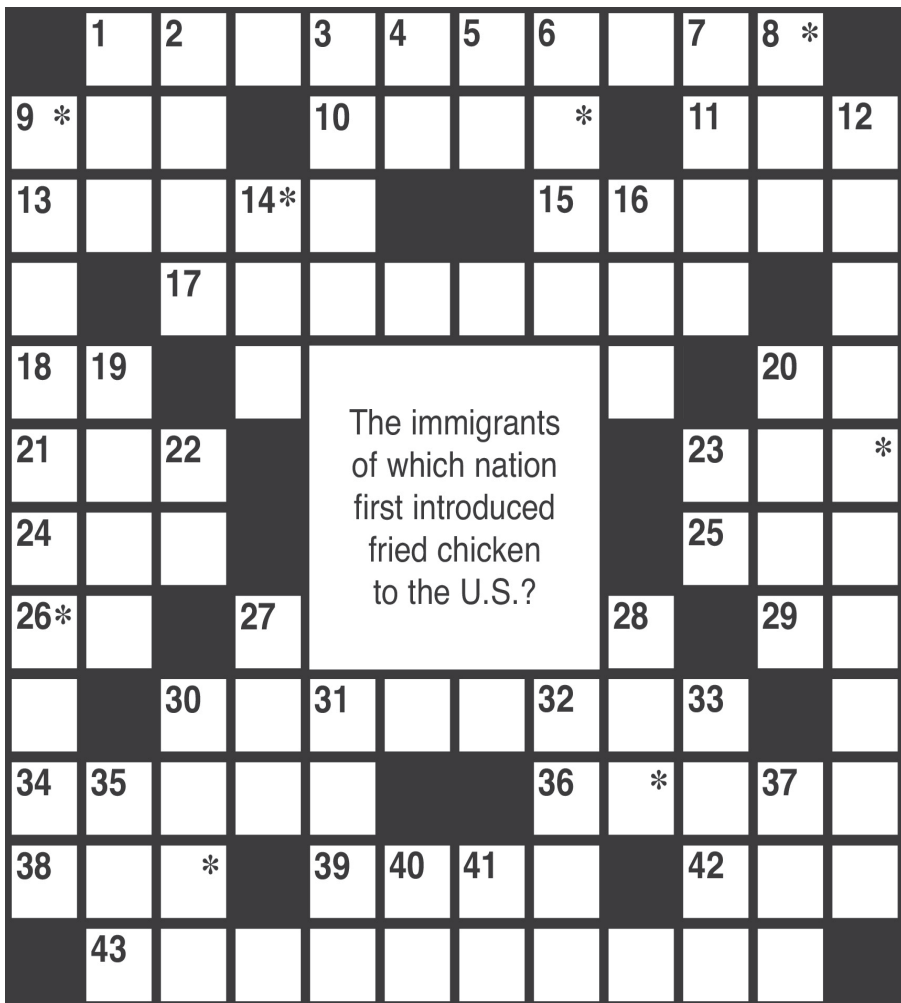 1 2 3 4 5 6 7 8 *
9 * 10 * 11 12
13 14* 15 16
17
18 19 20
The immigrants
of which nation
first introduced
fried chicken
to the U.S.?
21 22 23 *
24 25
26* 27 28 29
30 31 32 33
34 35 36 * 37
38 * 39 40 41 42
43